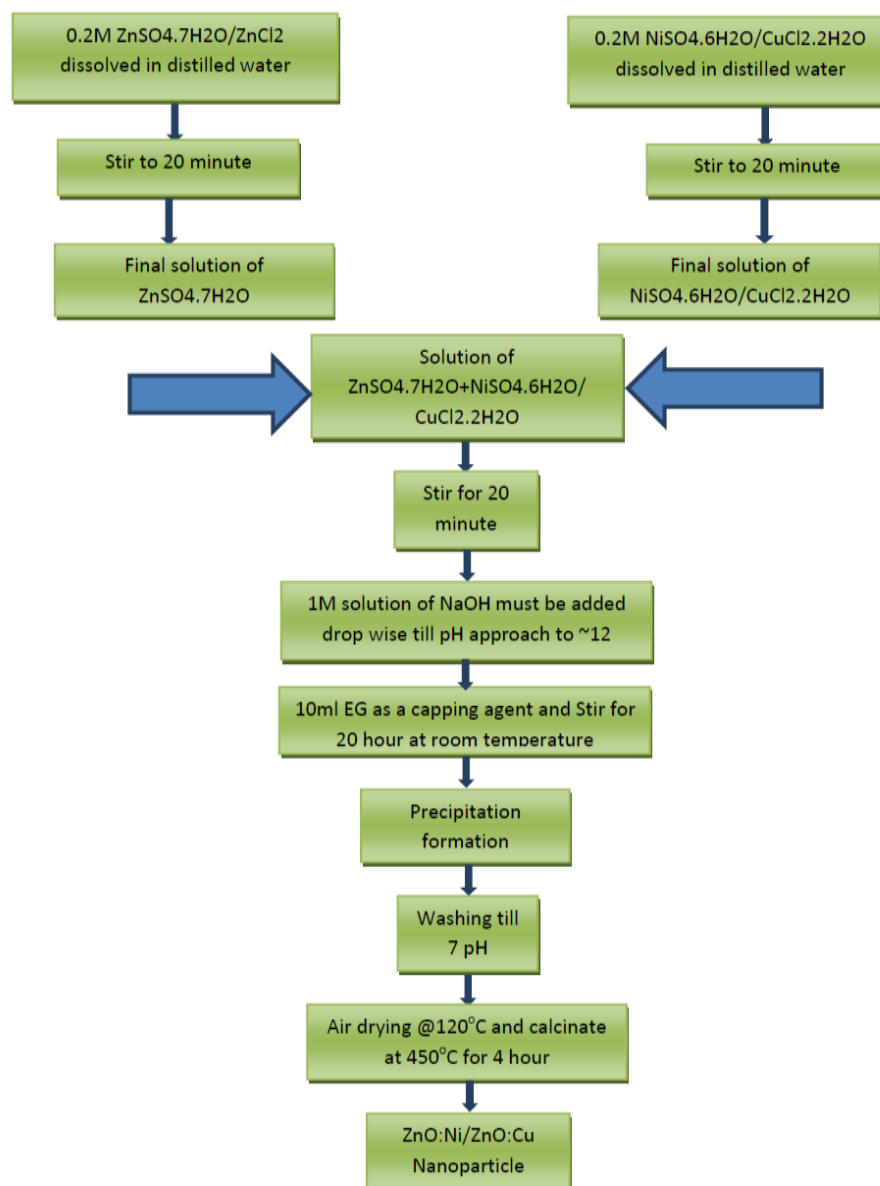 0.2M ZnSO4.7H2O/ZnCl2
dissolved in distilled water
Stir to 20 minute
Final solution of
ZnSO4.7H2O
0.2M NiSO4.6H2O/CuCl2.2H2O
dissolved in distilled water
Stir to 20 minute
Final solution of
NiSO4.6H2O/CuCl2.2H2O
Solution of
ZnSO4.7H2O+NiSO4.6H2O/
CuCl2.2H2O
Stir for 20
minute
1M solution of NaOH must be added
drop wise till pH approach to ~12
10ml EG as a capping agent and Stir for
20 hour at room temperature
Precipitation
formation
Washing till
7 pH
Air drying @120°C and calcinate
at 450°C for 4 hour
ZnO:Ni/ZnO:Cu
Nanoparticle